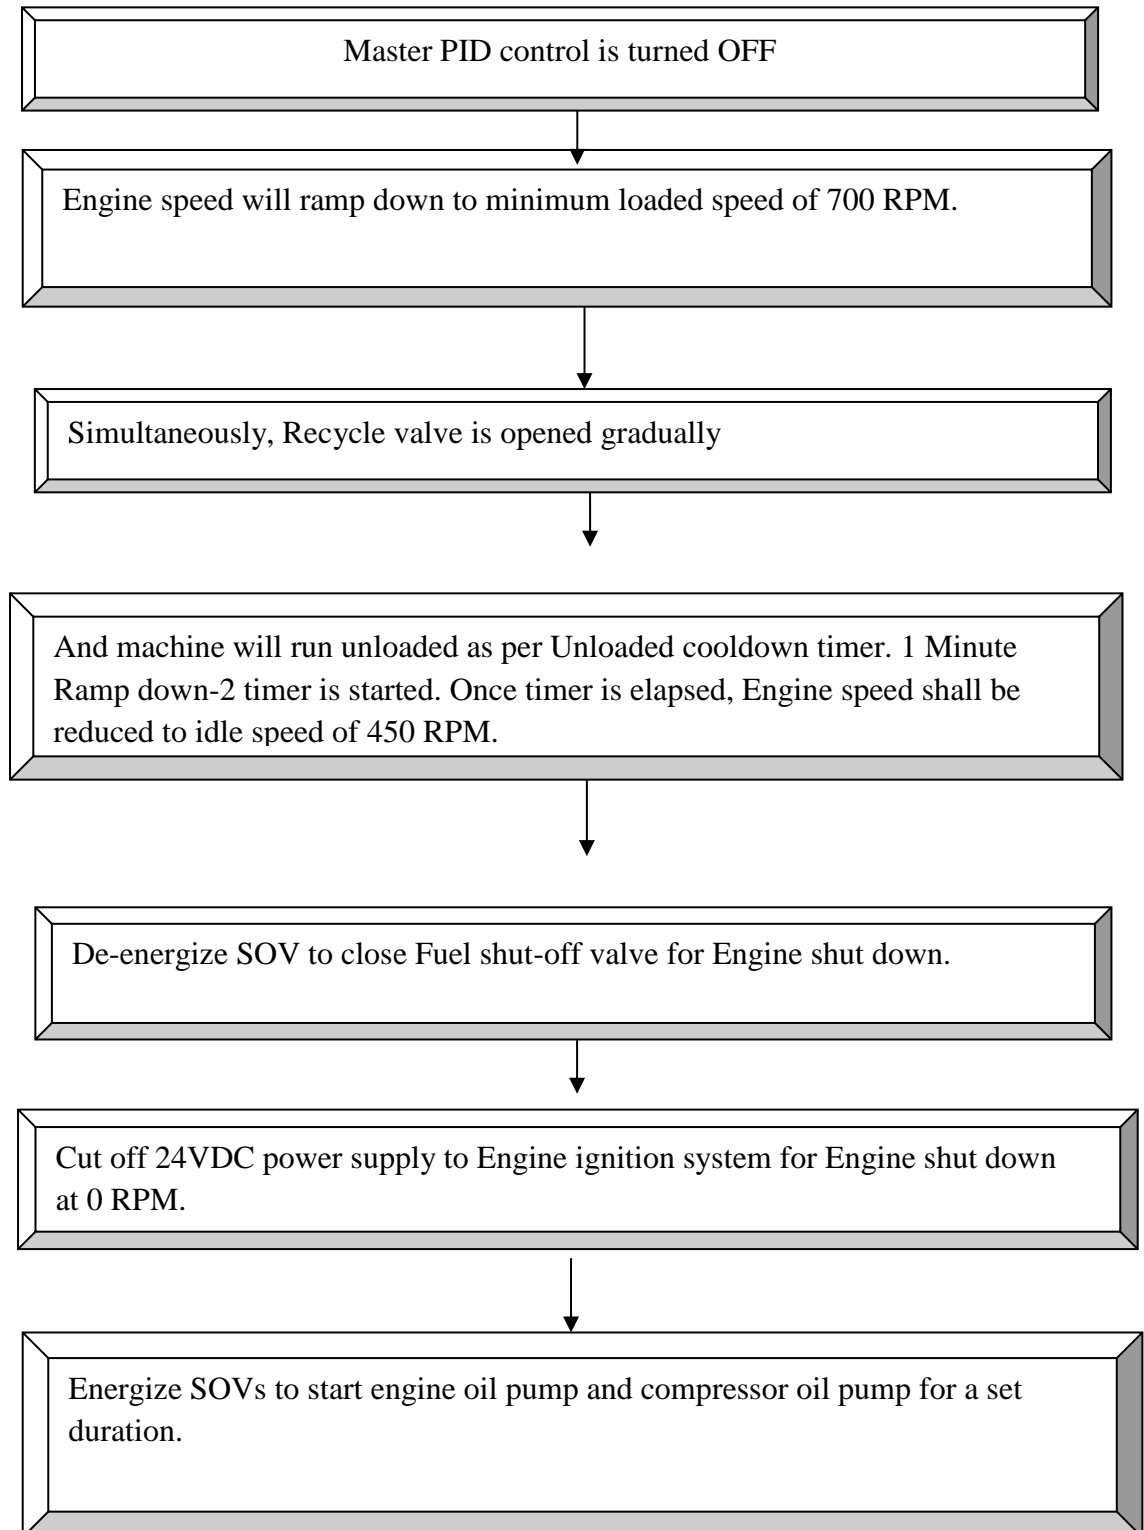 Master PID control is turned OFF
Engine speed will ramp down to minimum loaded speed of 700 RPM.
Simultaneously, Recycle valve is opened gradually
And machine will run unloaded as per Unloaded cooldown timer. 1 Minute
Ramp down-2 timer is started. Once timer is elapsed, Engine speed shall be
reduced to idle speed of 450 RPM.
De-energize SOV to close Fuel shut-off valve for Engine shut down.
Cut off 24VDC power supply to Engine ignition system for Engine shut down
at 0 RPM.
Energize SOVs to start engine oil pump and compressor oil pump for a set
duration.